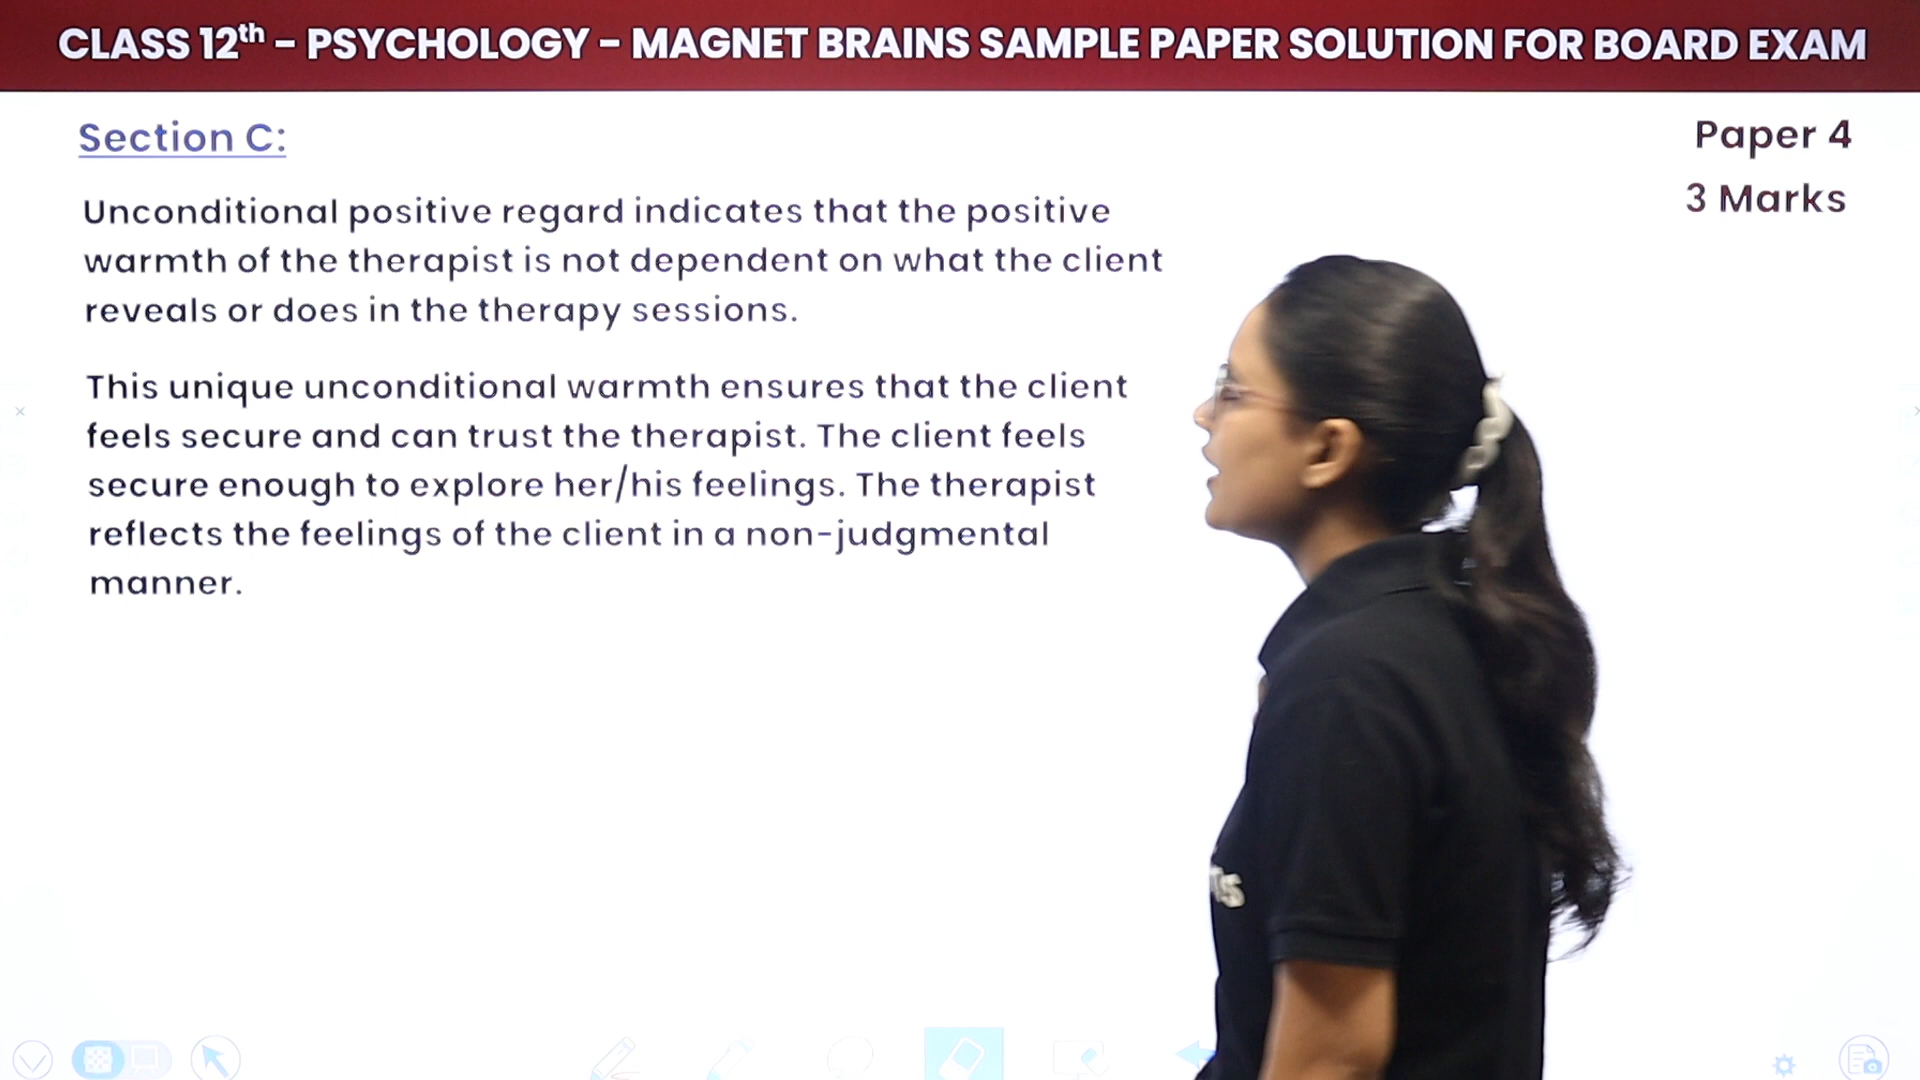 CLASS 12th - PSYCHOLOGY - MAGNET BRAINS SAMPLE PAPER SOLUTION FOR BOARD EXAM
Section C:
Paper 4
3 Marks
Unconditional positive regard indicates that the positive
warmth of the therapist is not dependent on what the client
reveals or does in the therapy sessions.
This unique unconditional warmth ensures that the client
feels secure and can trust the therapist. The client feels
secure enough to explore her/his feelings. The therapist
reflects the feelings of the client in a non-judgmental
manner.